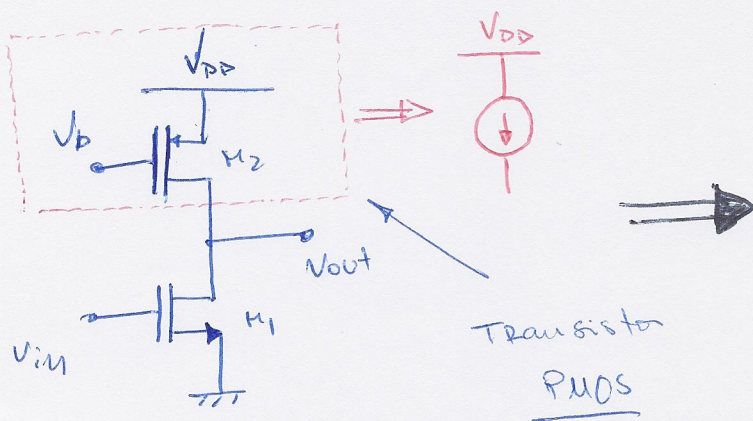 VDD
VDD
Vb
M2
Vout
Vin
M1
Transistor
PMOS